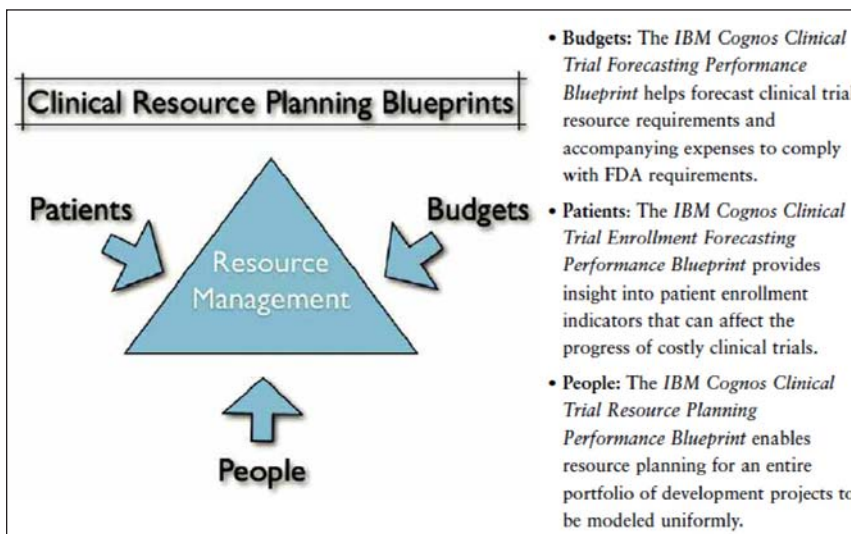 Clinical Resource Planning Blueprints
Patients
Budgets
Resource
Management
People
• Budgets: The IBM Cognos Clinical
Trial Forecasting Performance
Blueprint helps forecast clinical trial
resource requirements and
accompanying expenses to comply
with FDA requirements.
• Patients: The IBM Cognos Clinical
Trial Enrollment Forecasting
Performance Blueprint provides
insight into patient enrollment
indicators that can affect the
progress of costly clinical trials.
• People: The IBM Cognos Clinical
Trial Resource Planning
Performance Blueprint enables
resource planning for an entire
portfolio of development projects to
be modeled uniformly.